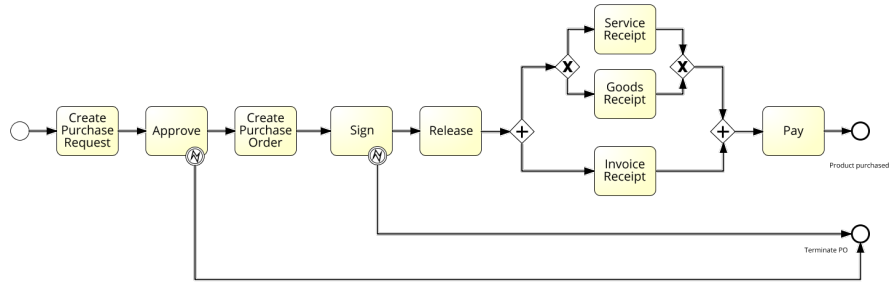 Create
Purchase
Request
Approve
Create
Purchase
Order
Sign
Release
Service
Receipt
Goods
Receipt
Invoice
Receipt
Pay
Product purchased
Terminate PO